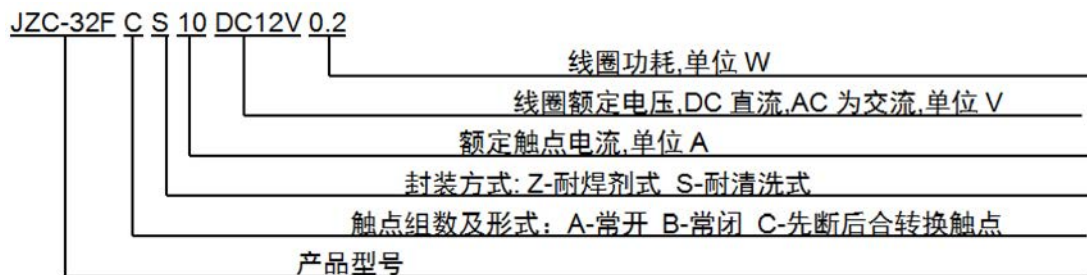 JZC-32F C S 10 DC12V 0.2
线圈功耗,单位 W
线圈额定电压,DC 直流,AC 为交流,单位 V
额定触点电流,单位 A
封装方式: Z-耐焊剂式 S-耐清洗式
触点组数及形式：A-常开 B-常闭 C-先断后合转换触点
产品型号